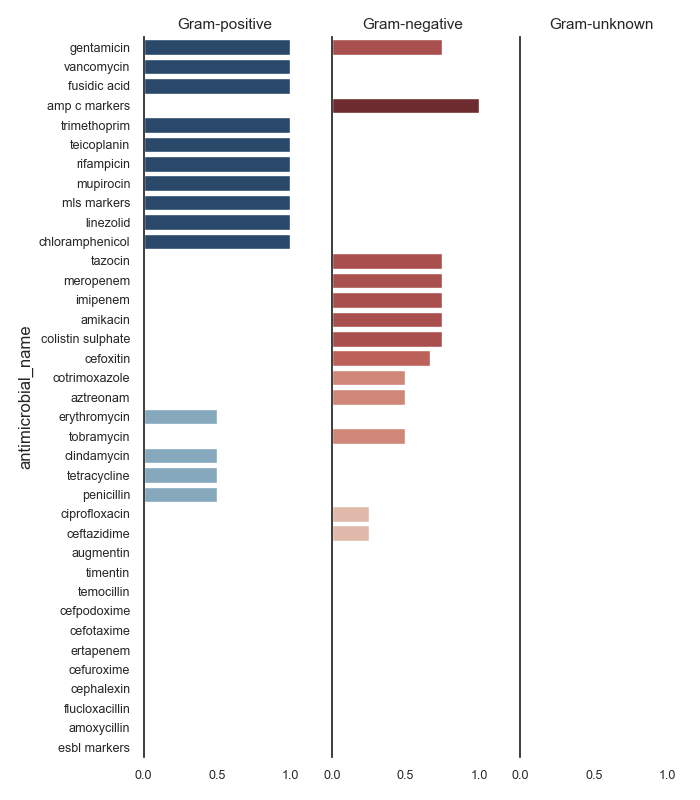 Gram-positive Gram-negative Gram-unknown
gentamicin
vancomycin
fusidic acid
amp c markers
trimethoprim
teicoplanin
rifampicin
mupirocin
mls markers
linezolid
chloramphenicol
tazocin
meropenem
imipenem
amikacin
colistin sulphate
cefoxitin
cotrimoxazole
aztreonam
erythromycin
tobramycin
clindamycin
tetracycline
penicillin
ciprofloxacin
ceftazidime
augmentin
timentin
temocillin
cefpodoxime
cefotaxime
ertapenem
cefuroxime
cephalexin
flucloxacillin
amoxycillin
esbl markers
antimicrobial_name
0.0 0.5 1.0 0.0 0.5 1.0 0.0 0.5 1.0